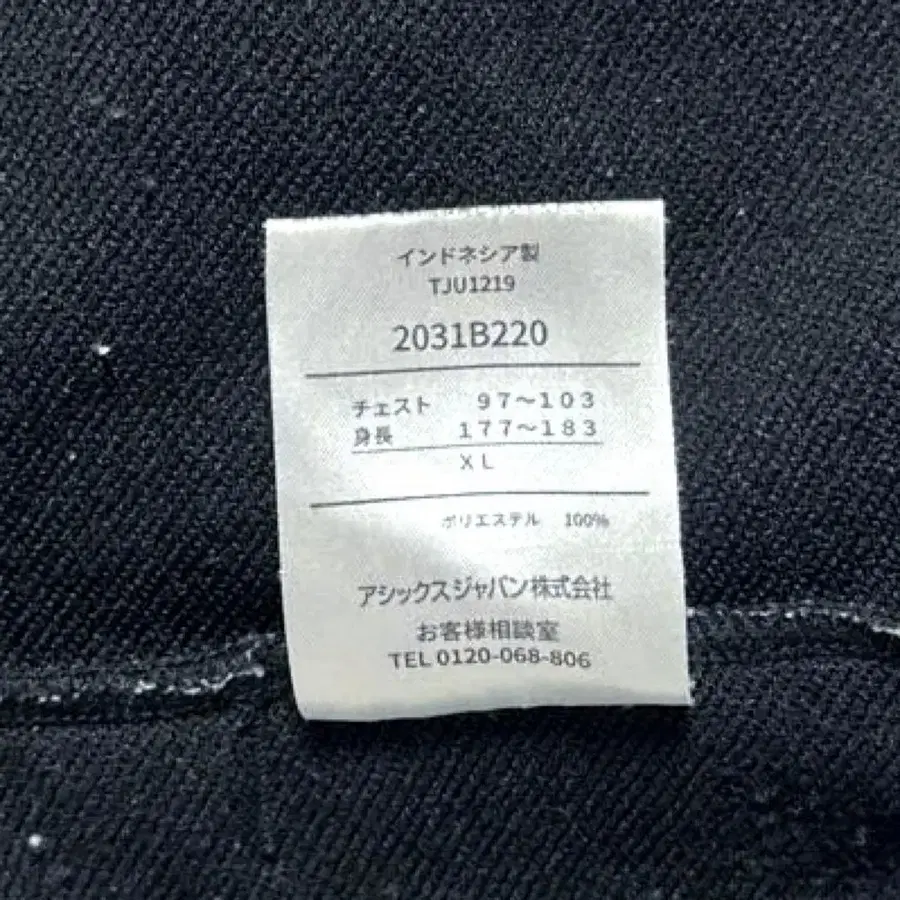 インドネシア製
TJU1219
2031B220
チェスト 97～103
身長 177～183
XL
ポリエステル 100%
アシックスジャパン株式会社
お客様相談室
TEL 0120-068-806